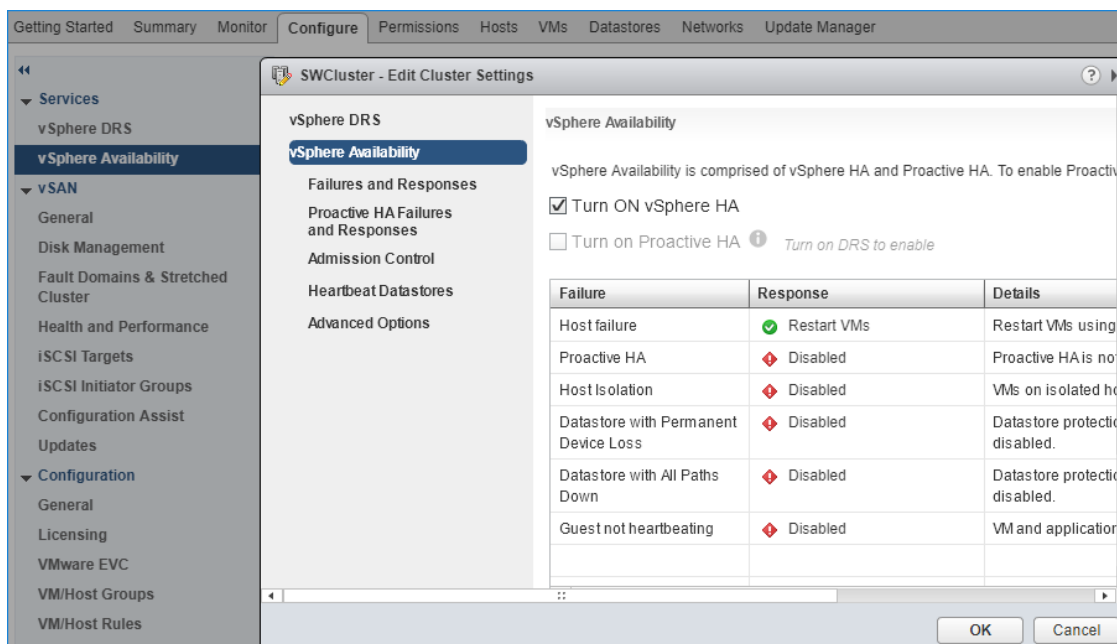 Getting Started Summary Monitor Configure Permissions Hosts VMs Datastores Networks Update Manager
Services
vSphere DRS
vSphere Availability
vSAN
General
Disk Management
Fault Domains & Stretched
Cluster
Health and Performance
iSCSI Targets
iSCSI Initiator Groups
Configuration Assist
Updates
Configuration
General
Licensing
VMware EVC
VM/Host Groups
VM/Host Rules
SWCluster - Edit Cluster Settings
?
vSphere DRS
vSphere Availability
Failures and Responses
Proactive HA Failures
and Responses
Admission Control
Heartbeat Datastores
Advanced Options
vSphere Availability
vSphere Availability is comprised of vSphere HA and Proactive HA. To enable Proactiv
Turn ON vSphere HA
Turn on Proactive HA Turn on DRS to enable
Failure Response Details
Host failure Restart VMs Restart VMs using
Proactive HA Disabled Proactive HA is no
Host Isolation Disabled VMs on isolated ho
Datastore with Permanent Disabled Datastore protectio
Device Loss disabled.
Datastore with All Paths Disabled Datastore protectio
Down disabled.
Guest not heartbeating Disabled VM and application
OK Cancel